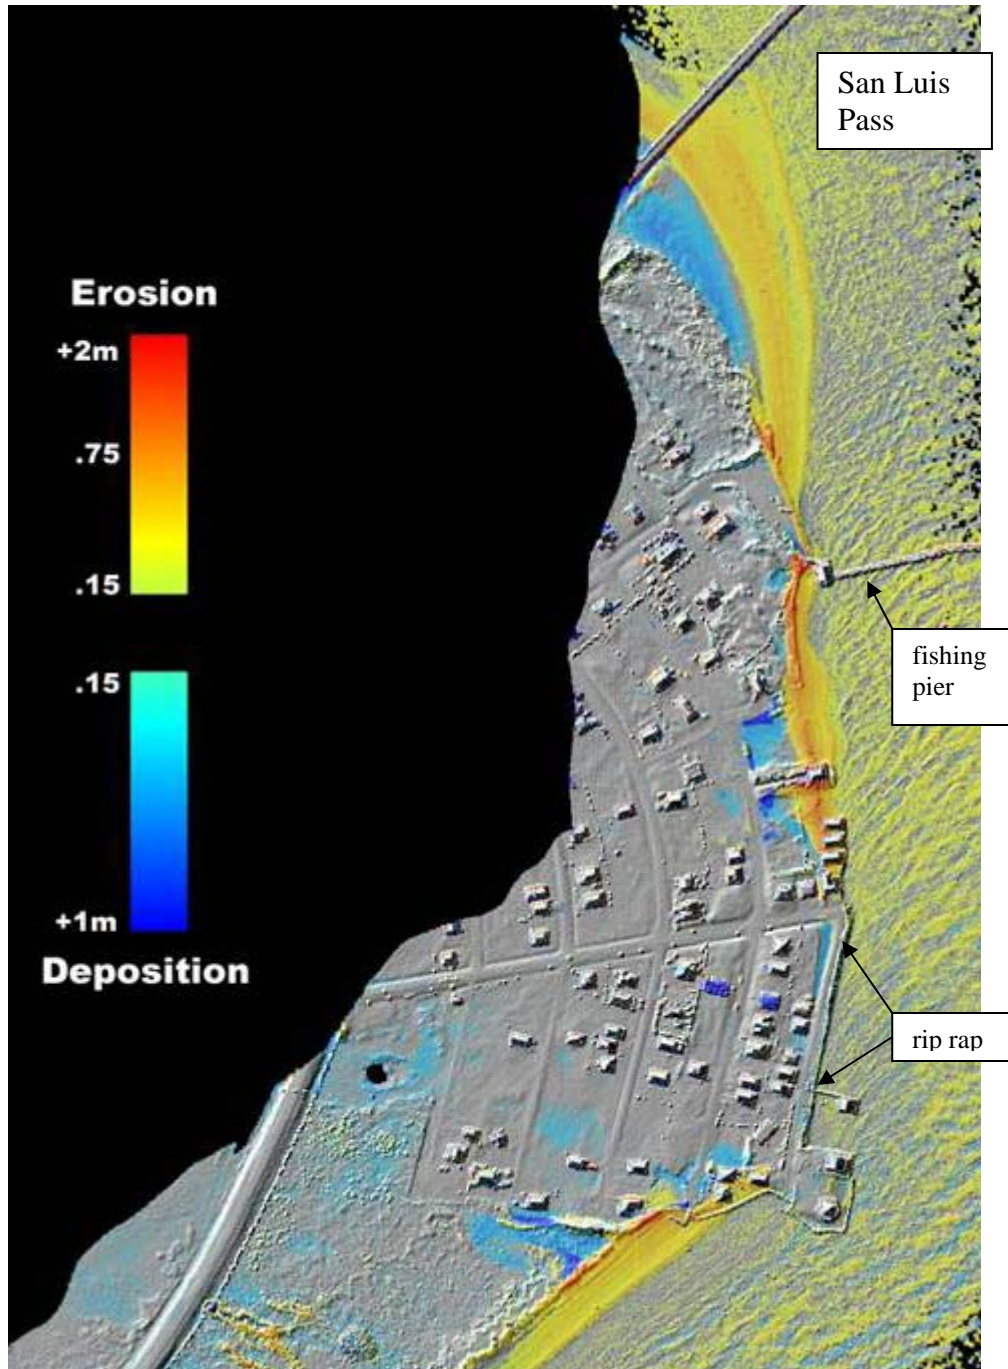 San Luis
Pass
Erosion
+2m
.75
.15
.15
+1m
Deposition
fishing
pier
rip rap